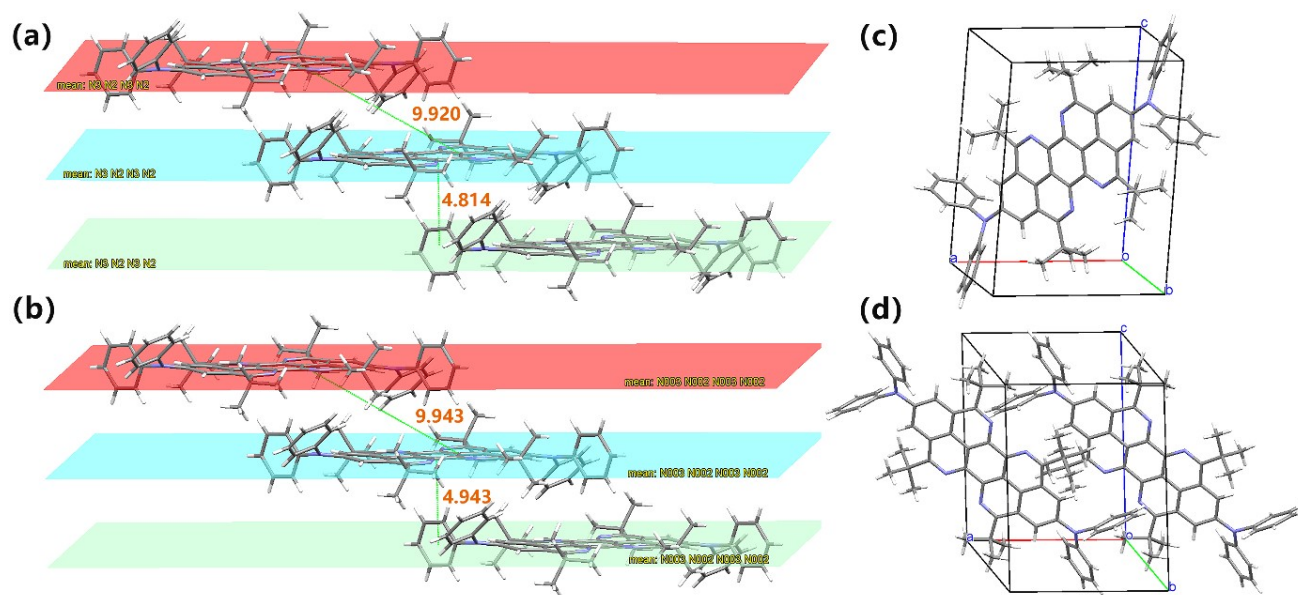 (a)
mean: N3 N2 N3 N2
9.920
mean: N3 N2 N3 N2
4.814
mean: N3 N2 N3 N2
(b)
mean: N003 N002 N003 N002
9.943
mean: N003 N002 N003 N002
4.943
mean: N003 N002 N003 N002
(c)
c
a
o
b
(d)
c
a
o
b